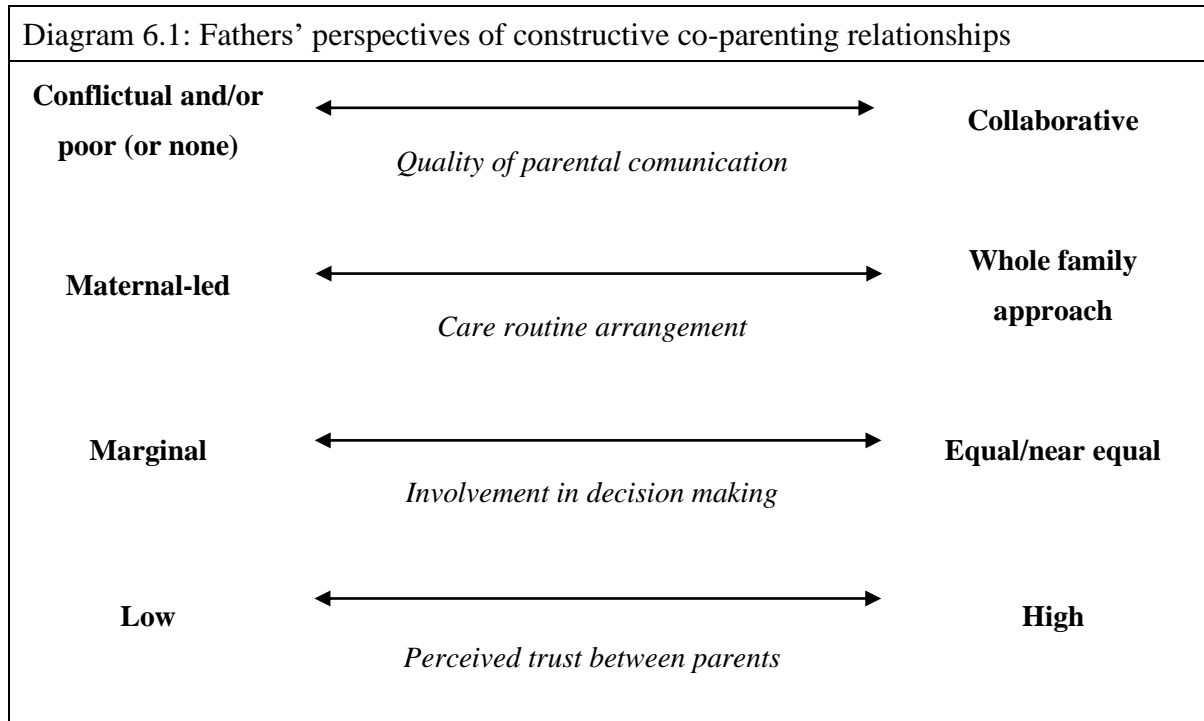 Diagram 6.1: Fathers’ perspectives of constructive co-parenting relationships
Conflictual and/or
poor (or none)
Collaborative
Quality of parental comunication
Maternal-led
Whole family
approach
Care routine arrangement
Marginal
Equal/near equal
Involvement in decision making
Low
High
Perceived trust between parents